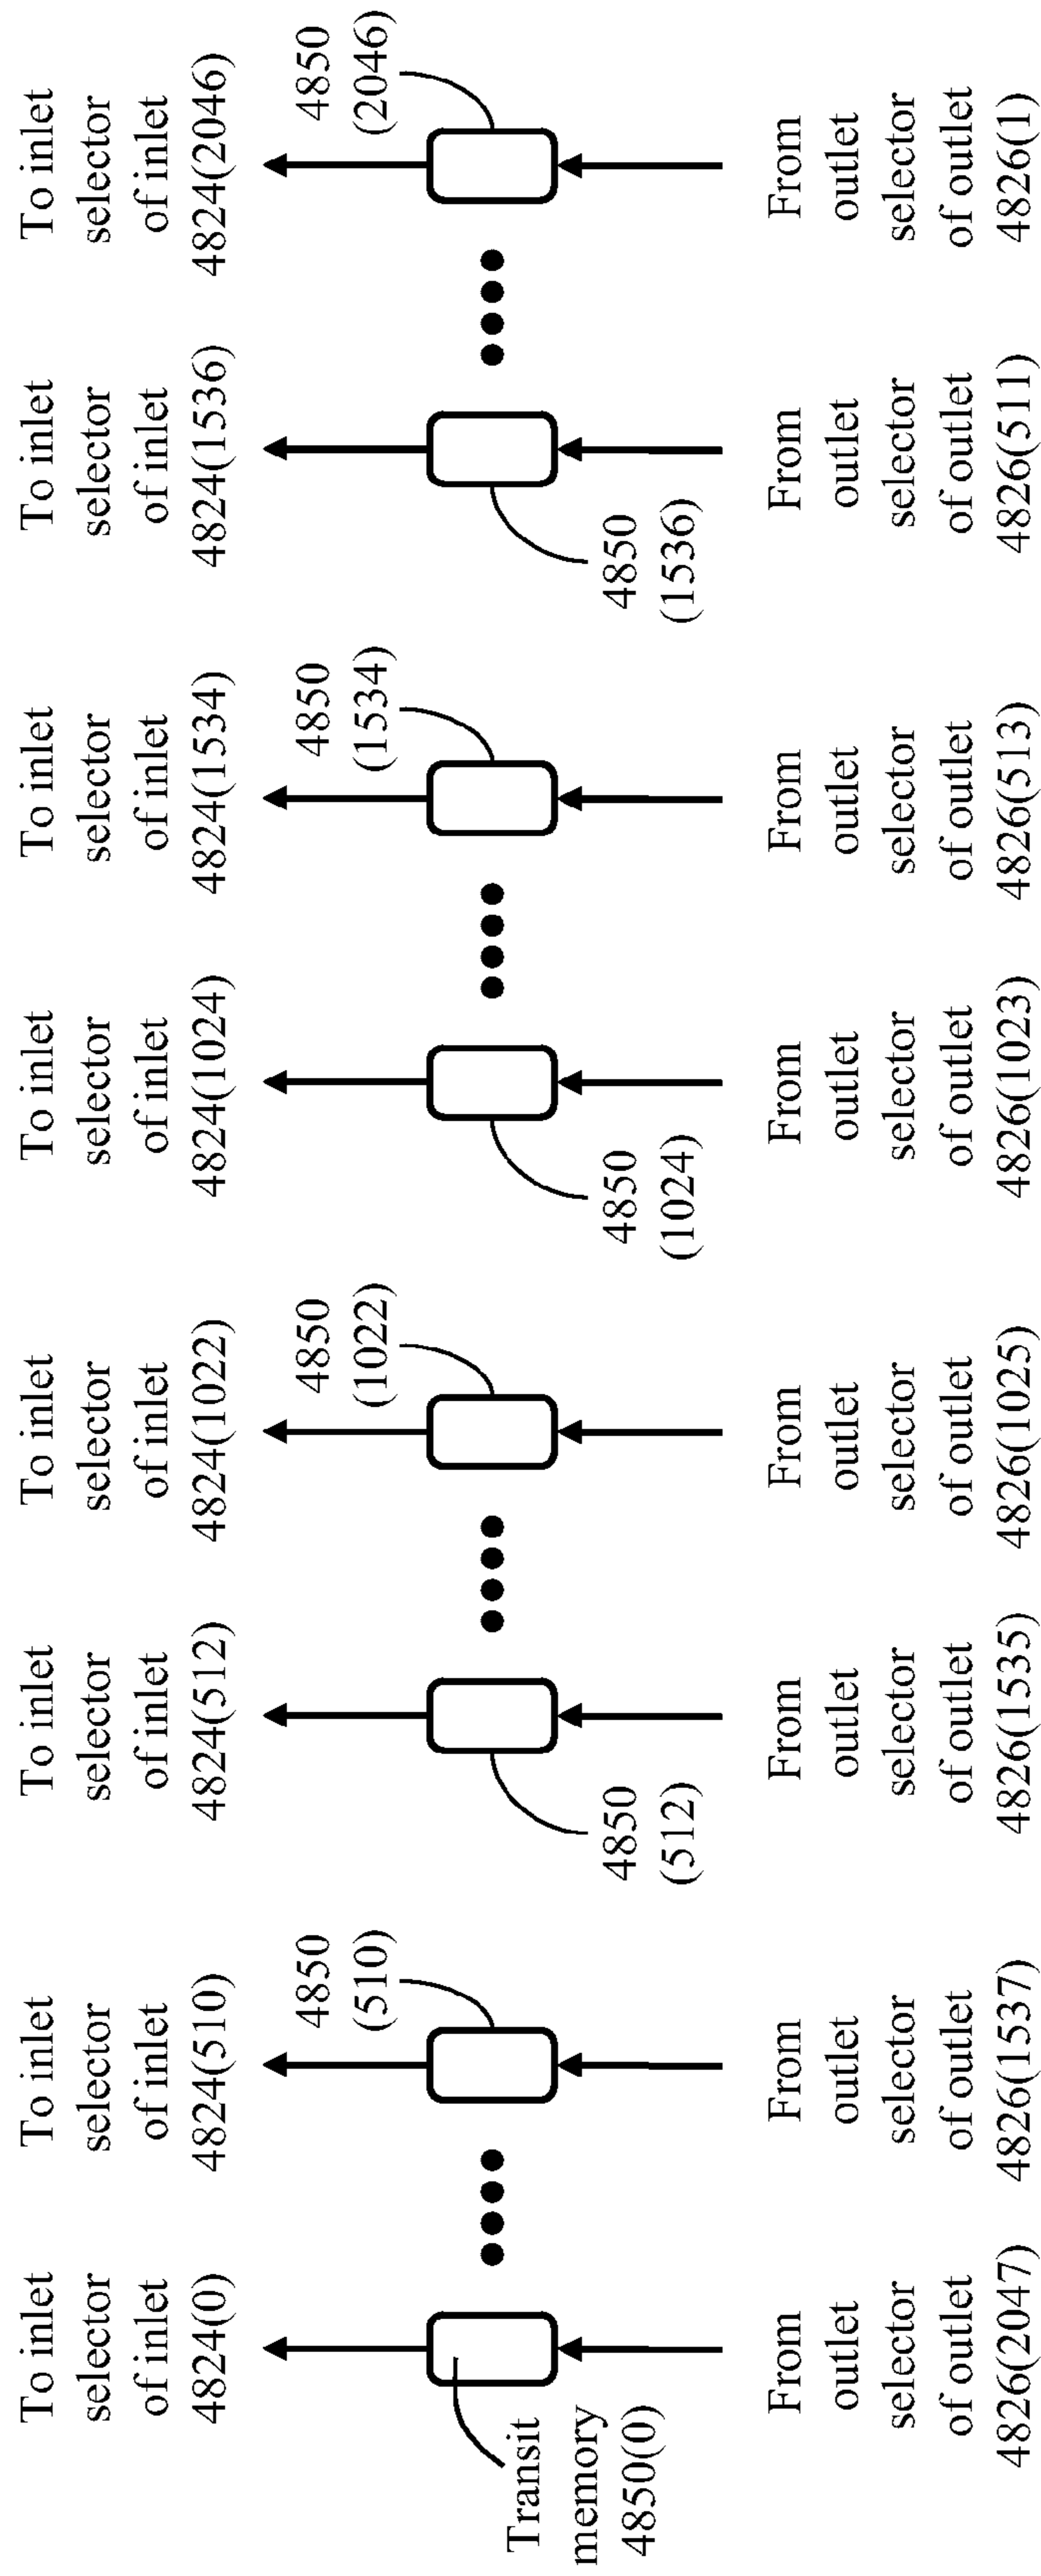 To inlet
selector
of inlet
4824(0)
To inlet
selector
of inlet
4824(510)
To inlet
selector
of inlet
4824(512)
To inlet
selector
of inlet
4824(1022)
To inlet
selector
of inlet
4824(1024)
To inlet
selector
of inlet
4824(1534)
To inlet
selector
of inlet
4824(1536)
To inlet
selector
of inlet
4824(2046)
Transit
memory
4850(0)
4850
(510)
4850
(512)
4850
(1022)
4850
(1024)
4850
(1534)
4850
(1536)
4850
(2046)
From
outlet
selector
of outlet
4826(2047)
From
outlet
selector
of outlet
4826(1537)
From
outlet
selector
of outlet
4826(1535)
From
outlet
selector
of outlet
4826(1025)
From
outlet
selector
of outlet
4826(1023)
From
outlet
selector
of outlet
4826(513)
From
outlet
selector
of outlet
4826(511)
From
outlet
selector
of outlet
4826(1)